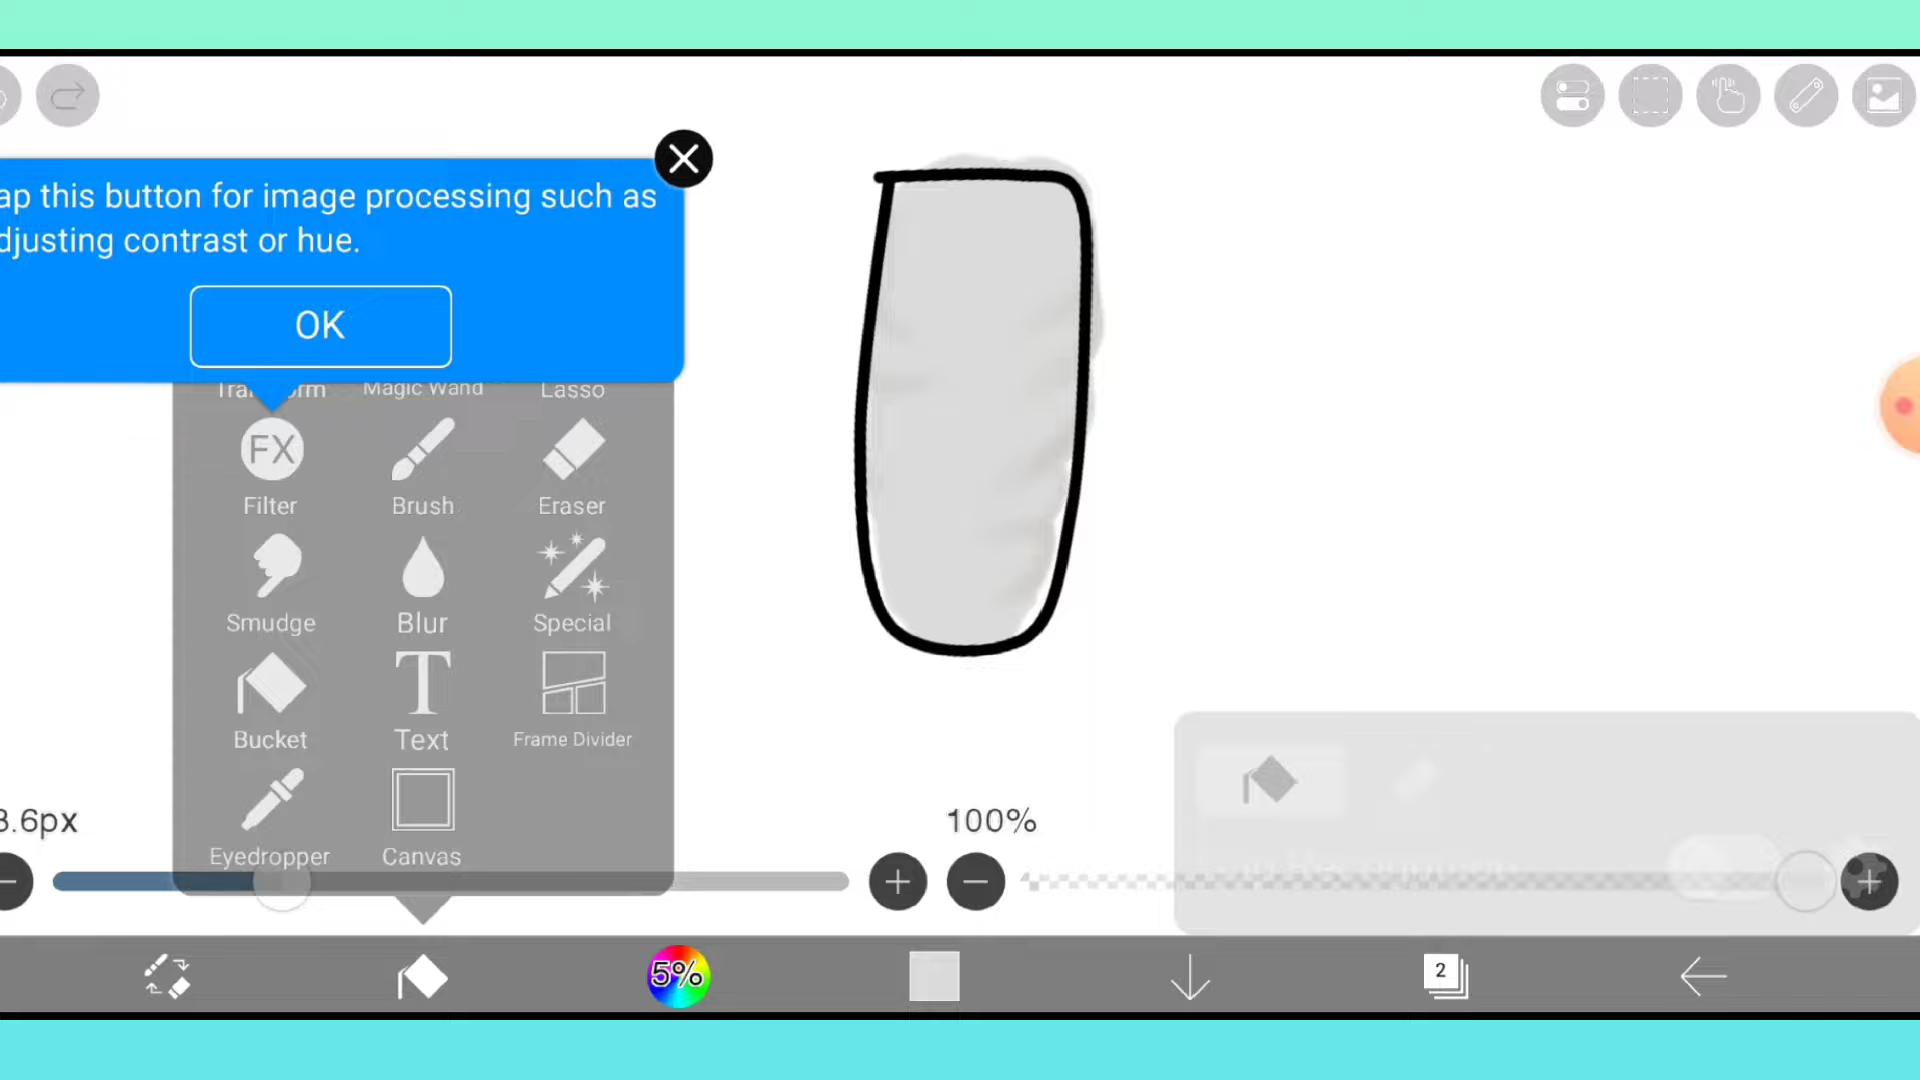 ap this button for image processing such as
djusting contrast or hue.
OK
Magic Wand
Lasso
FX
Filter
Brush
Eraser
Smudge
Blur
Special
Bucket
T
Text
Frame Divider
Eyedropper
Canvas
3.6px
100%
5%
2